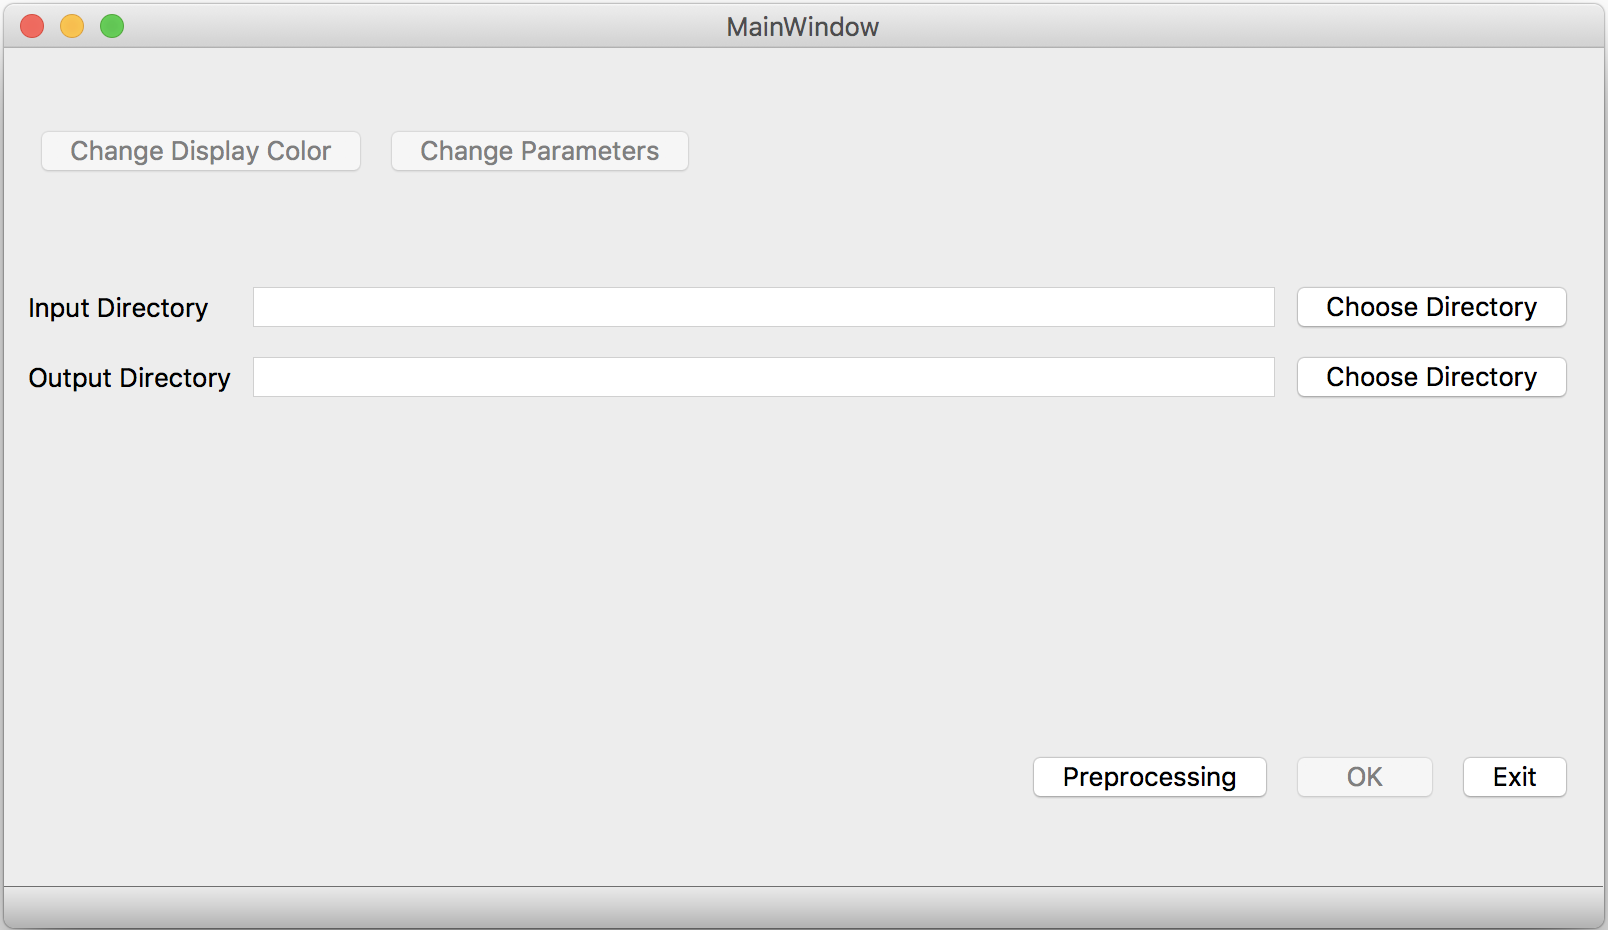 MainWindow
Change Display Color Change Parameters
Input Directory Choose Directory
Output Directory Choose Directory
Preprocessing OK Exit